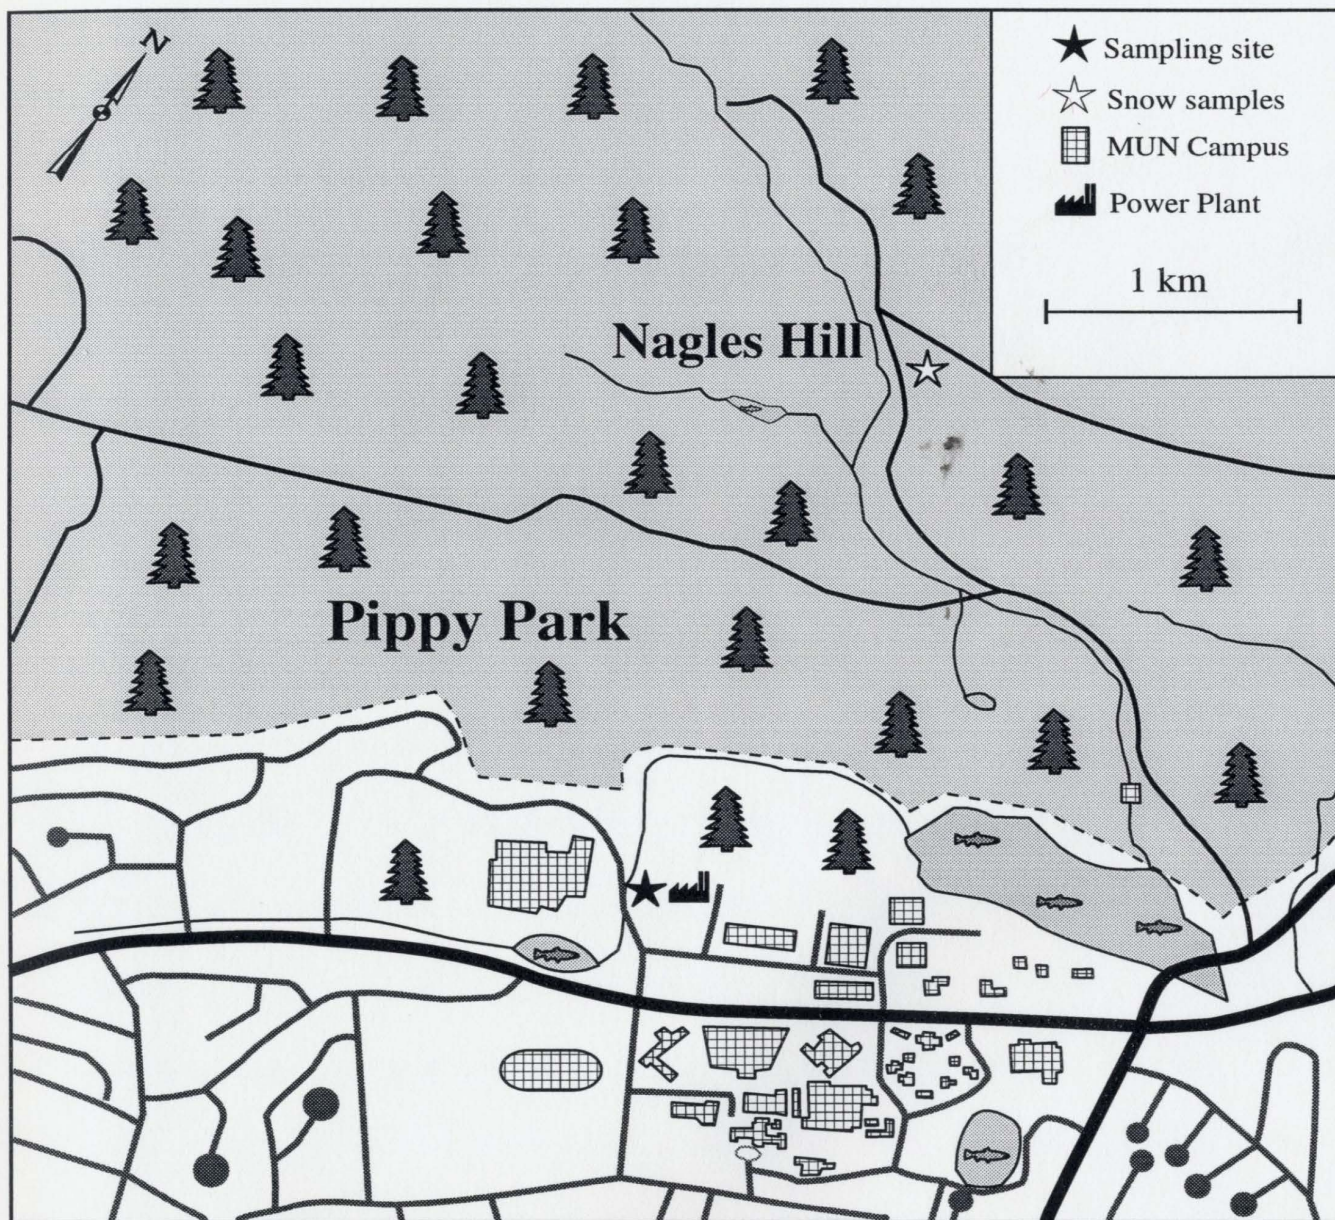 N
Sampling site
Snow samples
MUN Campus
Power Plant
1 km
Nagles Hill
Pippy Park